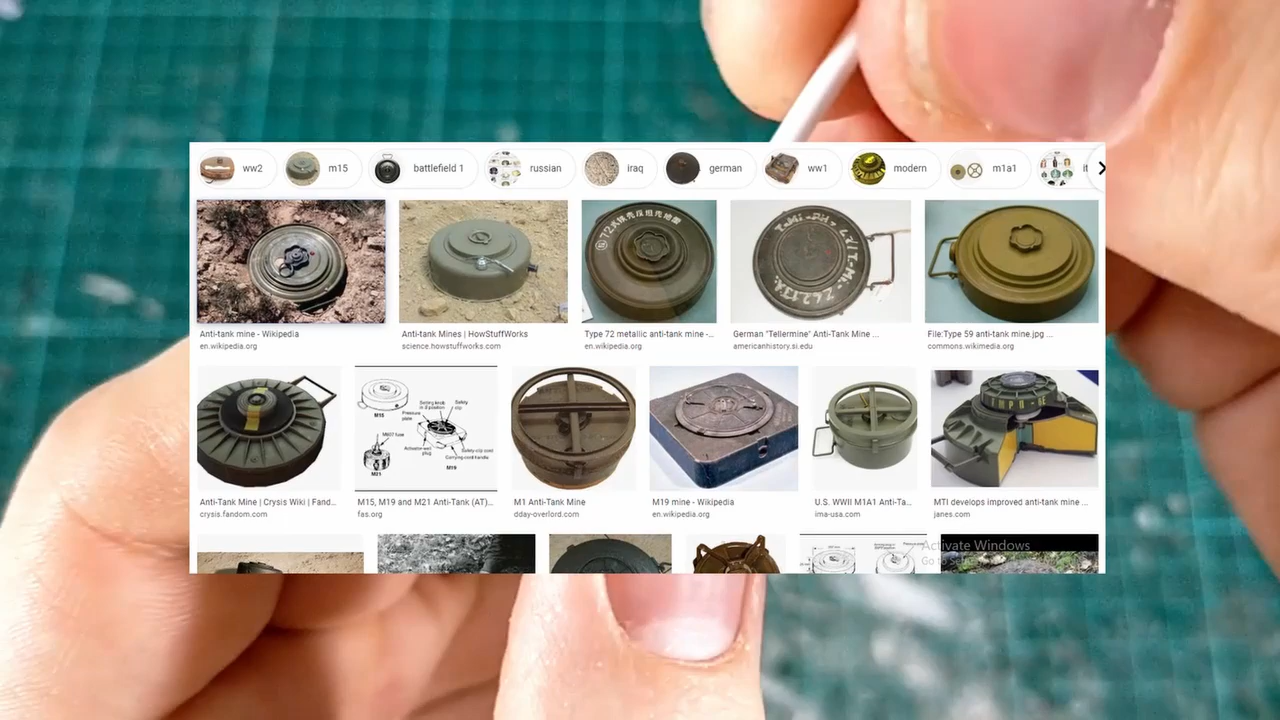 ww2
m15
battlefield 1
russian
iraq
german
ww1
modern
m1a1
it
Anti-tank mine - Wikipedia
en.wikipedia.org
Anti-tank Mines | HowStuffWorks
science.howstuffworks.com
Type 72 metallic anti-tank mine -...
en.wikipedia.org
German "Tellermine" Anti-Tank Mine ...
americanhistory.si.edu
File:Type 59 anti-tank mine.jpg ...
commons.wikimedia.org
M15
M21
M19
Anti-Tank Mine | Crysis Wiki | Fand...
crysis.fandom.com
M15, M19 and M21 Anti-Tank (AT)...
fas.org
M1 Anti-Tank Mine
dday-overlord.com
M19 mine - Wikipedia
en.wikipedia.org
U.S. WWII M1A1 Anti-Ta...
ima-usa.com
MTI develops improved anti-tank mine ...
janes.com
Activate Windows
Go